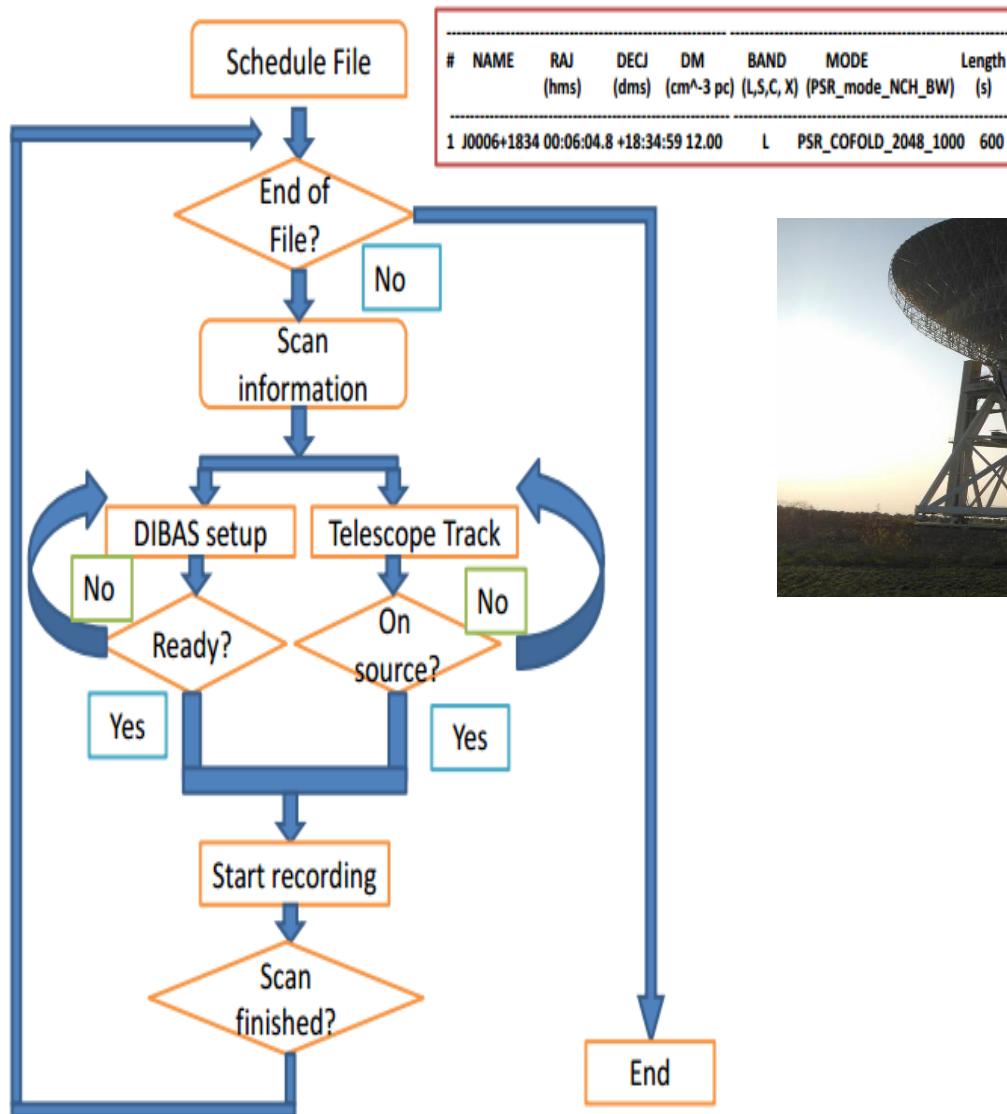 Schedule File
# NAME RAJ DECJ DM BAND MODE Length
(hms) (dms) (cm^-3 pc) (L,S,C, X) (PSR_mode_NCH_BW) (s)
1 J0006+1834 00:06:04.8 +18:34:59 12.00 L PSR_COFOLD_2048_1000 600
End of
File?
No
Scan
information
DIBAS setup
Telescope Track
No
No
Ready?
On
source?
Yes
Yes
Start recording
Scan
finished?
End